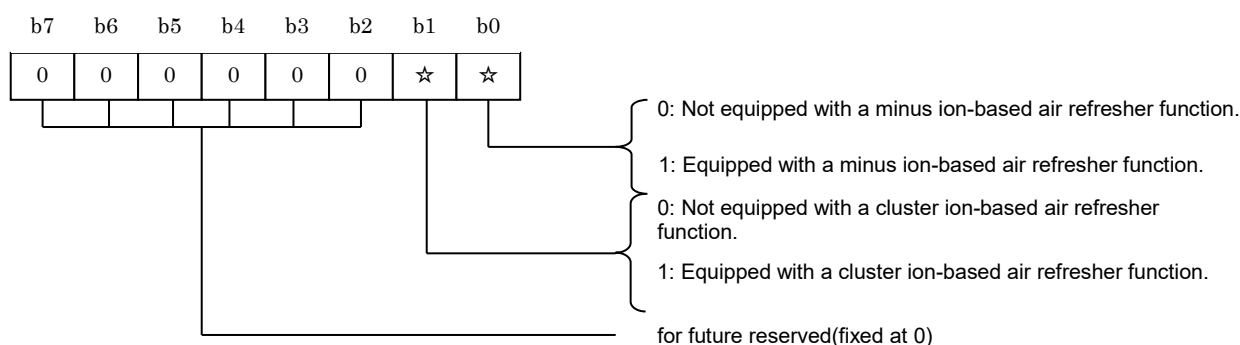 b7 b6 b5 b4 b3 b2 b1 b0
0 0 0 0 0 0 ☆ ☆
0: Not equipped with a minus ion-based air refresher function.
1: Equipped with a minus ion-based air refresher function.
0: Not equipped with a cluster ion-based air refresher
function.
1: Equipped with a cluster ion-based air refresher function.
for future reserved(fixed at 0)